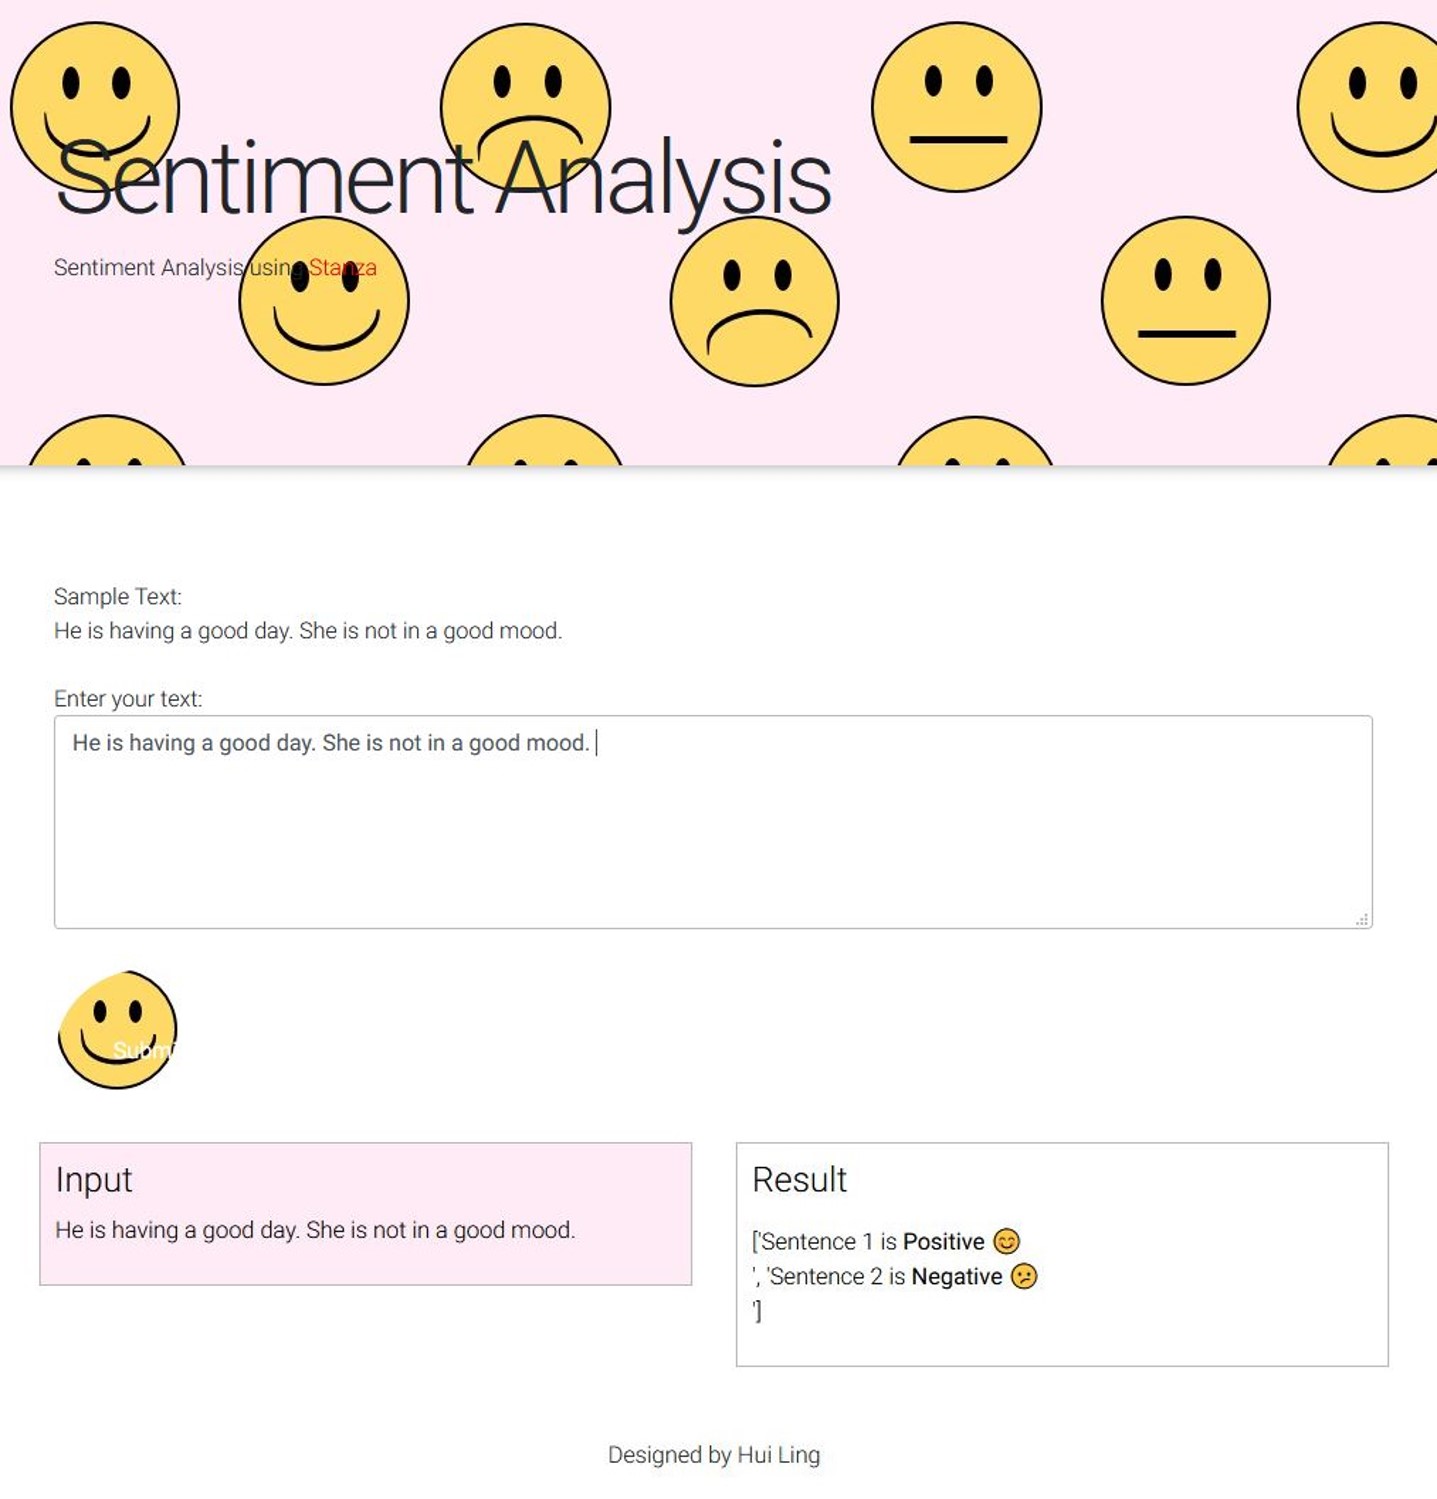 Sentiment Analysis
Sentiment Analysis using Stanza
Sample Text:
He is having a good day. She is not in a good mood.
Enter your text:
He is having a good day. She is not in a good mood.
Submi
Input
He is having a good day. She is not in a good mood.
Result
['Sentence 1 is Positive 😊
', 'Sentence 2 is Negative 😕
']
Designed by Hui Ling